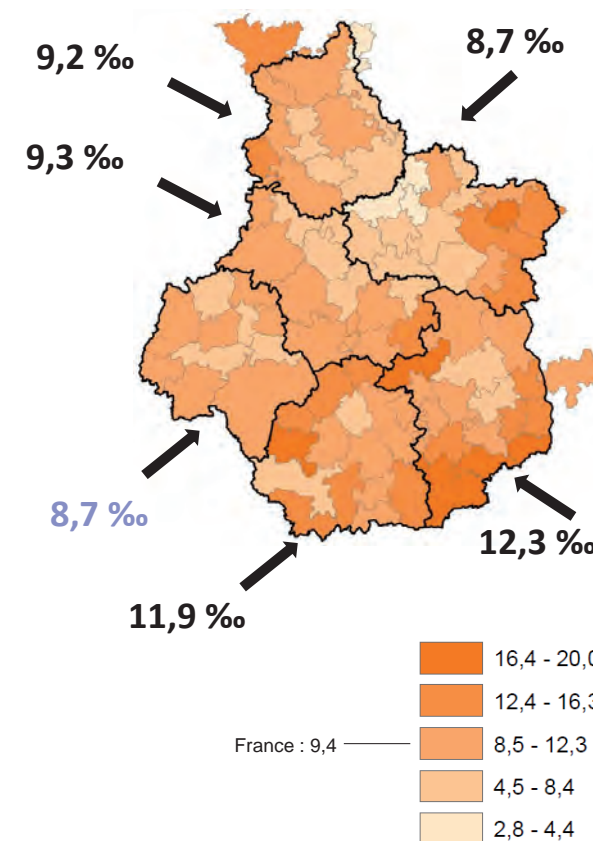 9,2 ‰
8,7 ‰
9,3 ‰
8,7 ‰
12,3 ‰
11,9 ‰
16,4 - 20,0
12,4 - 16,3
France : 9,4
8,5 - 12,3
4,5 - 8,4
2,8 - 4,4